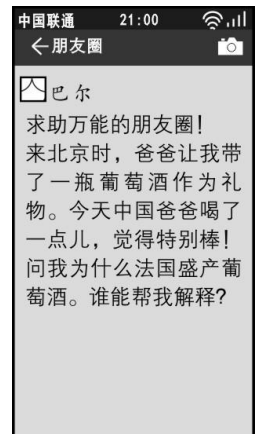 中国联通 21:00
←朋友圈
巴尔
求助万能的朋友圈!
来北京时，爸爸让我带
了一瓶葡萄酒作为礼
物。今天中国爸爸喝了
一点儿，觉得特别棒!
问我为什么法国盛产葡
萄酒。谁能帮我解释?